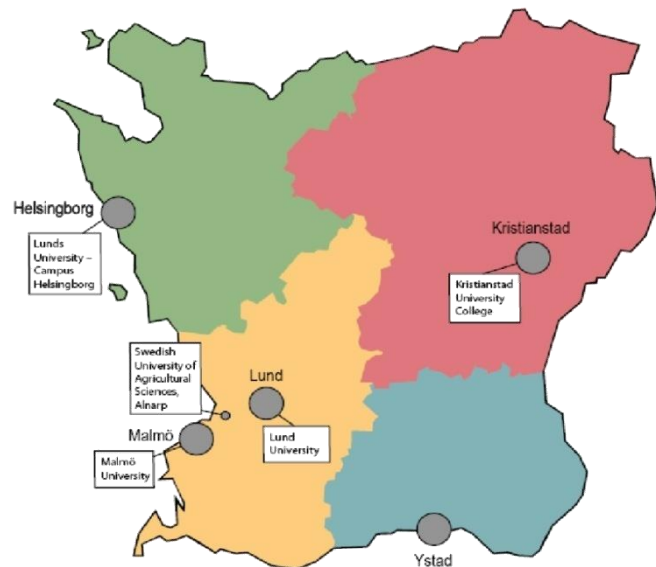 Helsingborg
Lunds
University –
Campus
Helsingborg
Kristianstad
Kristianstad
University
College
Swedish
University of
Agricultural
Sciences,
Alnarp
Lund
Lund
University
Malmö
Malmö
University
Ystad